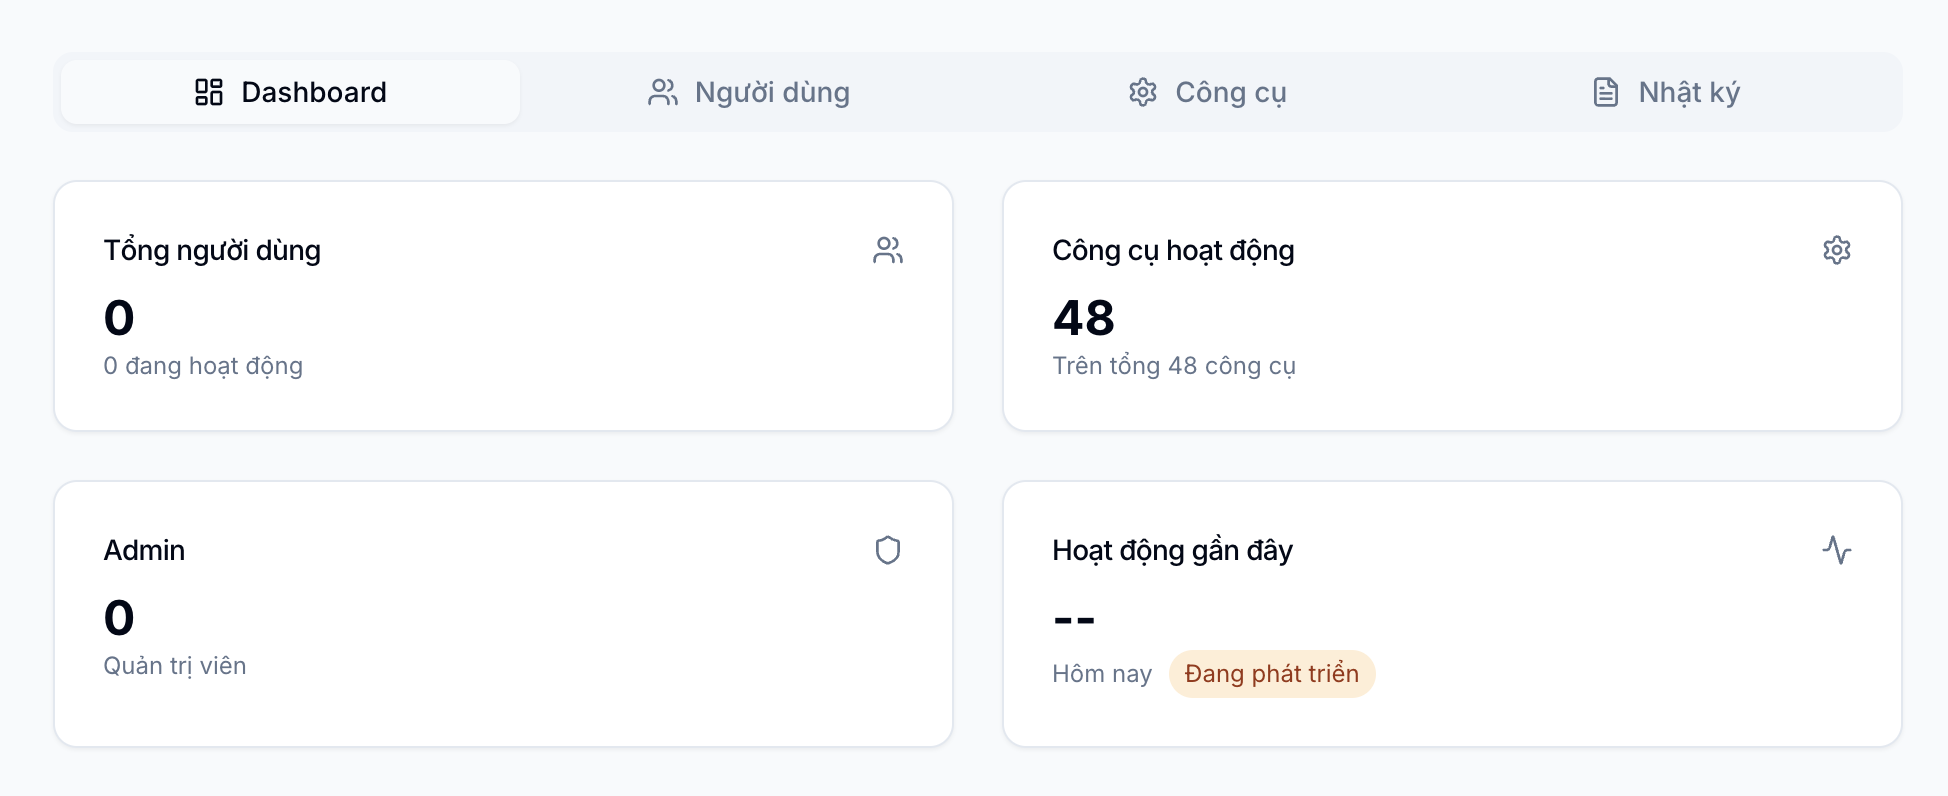 Dashboard
Người dùng
Công cụ
Nhật ký
Tổng người dùng
0
0 đang hoạt động
Công cụ hoạt động
48
Trên tổng 48 công cụ
Admin
0
Quản trị viên
Hoạt động gần đây
--
Hôm nay Đang phát triển